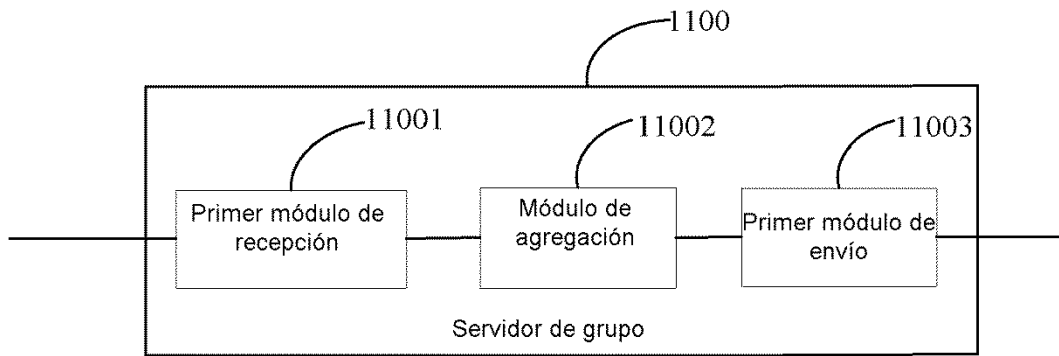 1100
11001
11002
11003
Primer módulo de
recepción
Módulo de
agregación
Primer módulo de
envío
Servidor de grupo